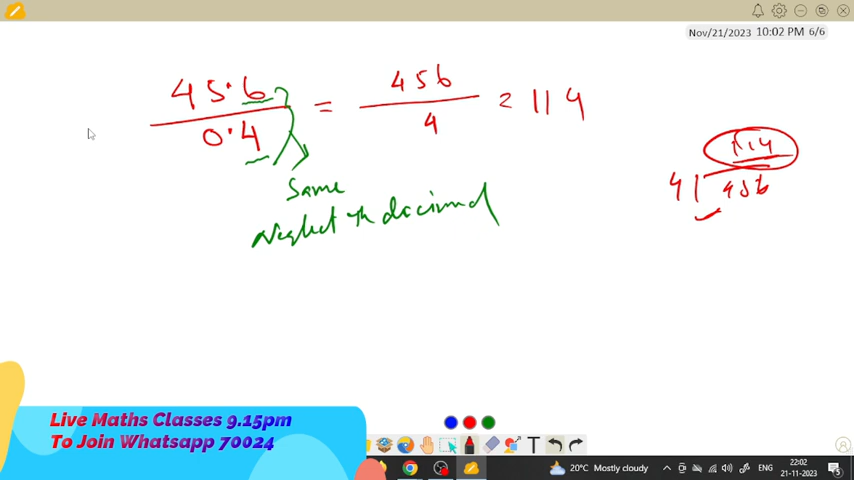 Nov/21/2023 10:02 PM 6/6
45.6 = 456 = 114
0.4 4
114
4 456
Same
Neglect the decimal
Live Maths Classes 9.15pm
To Join Whatsapp 70024
20°C Mostly cloudy
ENG
22:02
21-11-2023
5
T